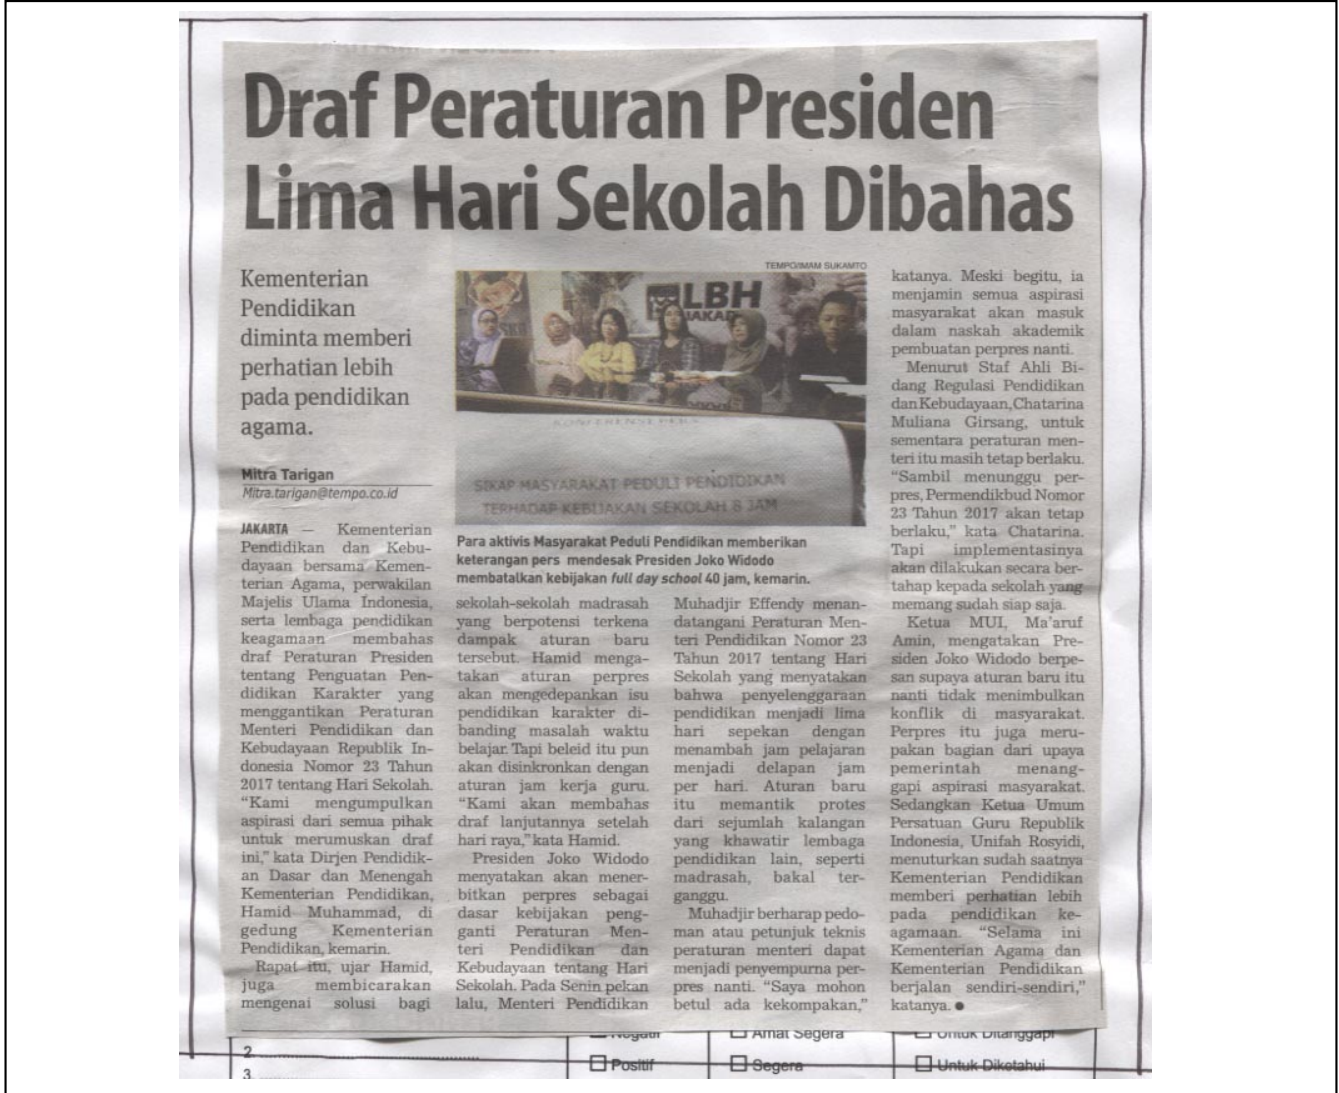 Draf Peraturan Presiden
Lima Hari Sekolah Dibahas
Kementerian
Pendidikan
diminta memberi
perhatian lebih
pada pendidikan
agama.
Mitra Tarigan
Mitra.tarigan@tempo.co.id
JAKARTA — Kementerian
Pendidikan dan Kebu-
dayaan bersama Kemen-
terian Agama, perwakilan
Majelis Ulama Indonesia,
serta lembaga pendidikan
keagamaan membahas
draf Peraturan Presiden
tentang Penguatan Pen-
didikan Karakter yang
menggantikan Peraturan
Menteri Pendidikan dan
Kebudayaan Republik In-
donesia Nomor 23 Tahun
2017 tentang Hari Sekolah.
“Kami mengumpulkan
aspirasi dari semua pihak
untuk merumuskan draf
ini,” kata Dirjen Pendidik-
an Dasar dan Menengah
Kementerian Pendidikan,
Hamid Muhammad, di
gedung Kementerian
Pendidikan, kemarin.
Rapat itu, ujar Hamid,
juga membicarakan
mengenai solusi bagi
TEMPO/IMAM SUKAMTO
LBH
JAKAR
KONFERENSI PERS
SIKAP MASYARAKAT PEDULI PENDIDIKAN
TERHADAP KEBIJAKAN SEKOLAH 8 JAM
Para aktivis Masyarakat Peduli Pendidikan memberikan
keterangan pers mendesak Presiden Joko Widodo
membatalkan kebijakan full day school 40 jam, kemarin.
sekolah-sekolah madrasah
yang berpotensi terkena
dampak aturan baru
tersebut. Hamid menga-
takan aturan perpres
akan mengedepankan isu
pendidikan karakter di-
banding masalah waktu
belajar. Tapi beleid itu pun
akan disinkronkan dengan
aturan jam kerja guru.
“Kami akan membahas
draf lanjutannya setelah
hari raya,” kata Hamid.
Presiden Joko Widodo
menyatakan akan mener-
bitkan perpres sebagai
dasar kebijakan peng-
ganti Peraturan Men-
teri Pendidikan dan
Kebudayaan tentang Hari
Sekolah. Pada Senin pekan
lalu, Menteri Pendidikan
Muhadjir Effendy menan-
datangani Peraturan Men-
teri Pendidikan Nomor 23
Tahun 2017 tentang Hari
Sekolah yang menyatakan
bahwa penyelenggaraan
pendidikan menjadi lima
hari sepekan dengan
menambah jam pelajaran
menjadi delapan jam
per hari. Aturan baru
itu memantik protes
dari sejumlah kalangan
yang khawatir lembaga
pendidikan lain, seperti
madrasah, bakal ter-
ganggu.
Muhadjir berharap pedo-
man atau petunjuk teknis
peraturan menteri dapat
menjadi penyempurna per-
pres nanti. “Saya mohon
betul ada kekompakan,”
katanya. Meski begitu, ia
menjamin semua aspirasi
masyarakat akan masuk
dalam naskah akademik
pembuatan perpres nanti.
Menurut Staf Ahli Bi-
dang Regulasi Pendidikan
dan Kebudayaan, Chatarina
Muliana Girsang, untuk
sementara peraturan men-
teri itu masih tetap berlaku.
“Sambil menunggu per-
pres, Permendikbud Nomor
23 Tahun 2017 akan tetap
berlaku,” kata Chatarina.
Tapi implementasinya
akan dilakukan secara ber-
tahap kepada sekolah yang
memang sudah siap saja.
Ketua MUI, Ma’aruf
Amin, mengatakan Pre-
siden Joko Widodo berpe-
san supaya aturan baru itu
nanti tidak menimbulkan
konflik di masyarakat.
Perpres itu juga meru-
pakan bagian dari upaya
pemerintah menang-
gapi aspirasi masyarakat.
Sedangkan Ketua Umum
Persatuan Guru Republik
Indonesia, Unifah Rosyidi,
menuturkan sudah saatnya
Kementerian Pendidikan
memberi perhatian lebih
pada pendidikan ke-
agamaan. “Selama ini
Kementerian Agama dan
Kementerian Pendidikan
berjalan sendiri-sendiri,”
katanya. ●
Negatif Amat Segera Untuk Ditanggapi
2.
Positif Segera Untuk Diketahui
3.